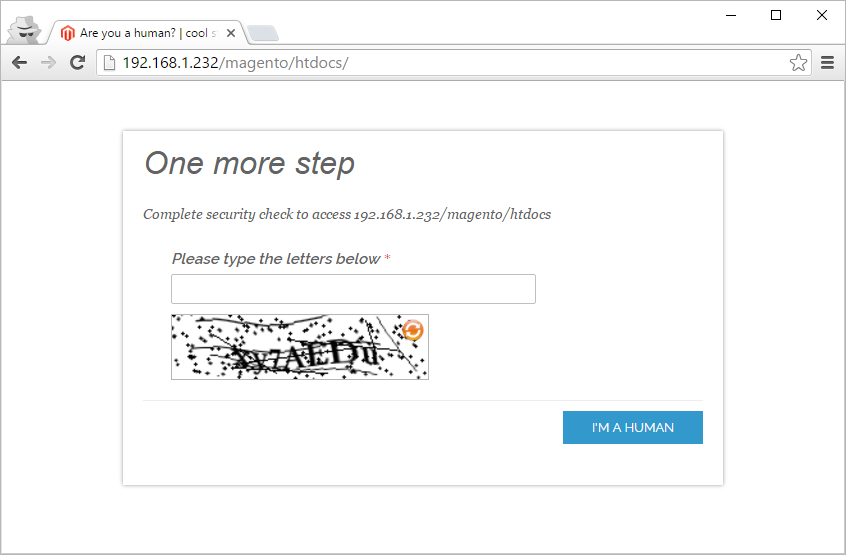 Are you a human? | cool s
192.168.1.232/magento/htdocs/
One more step
Complete security check to access 192.168.1.232/magento/htdocs
Please type the letters below *
I'M A HUMAN